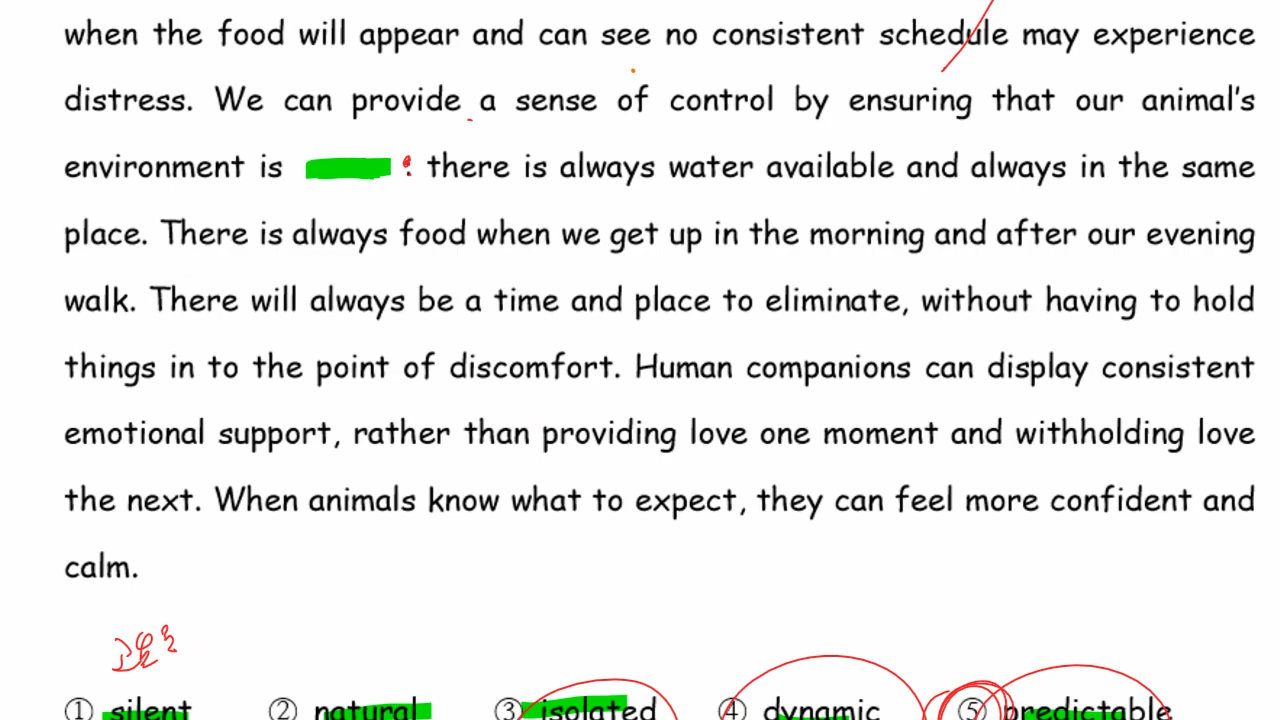 when the food will appear and can see no consistent schedule may experience
distress. We can provide a sense of control by ensuring that our animal's
environment is : there is always water available and always in the same
place. There is always food when we get up in the morning and after our evening
walk. There will always be a time and place to eliminate, without having to hold
things in to the point of discomfort. Human companions can display consistent
emotional support, rather than providing love one moment and withholding love
the next. When animals know what to expect, they can feel more confident and
calm.
① silent ② natural ③ isolated ④ dynamic ⑤ predictable